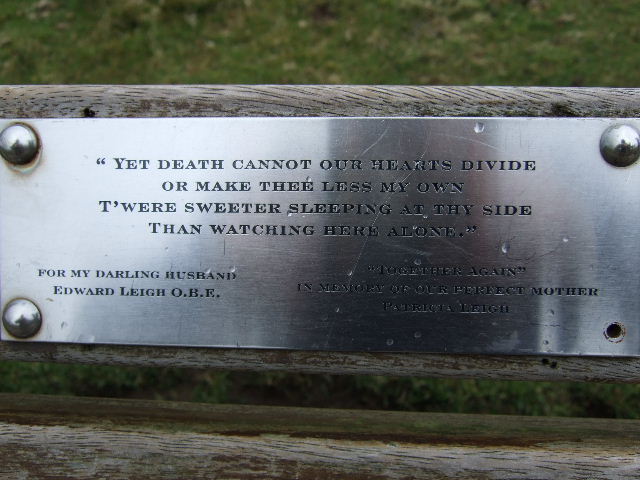 “ Yet death cannot our hearts divide
or make thee less my own
T'were sweeter sleeping at thy side
Than watching here alone.”
for my darling husband
Edward Leigh O.B.E.
“Together Again”
in memory of our perfect mother
Patricia Leigh